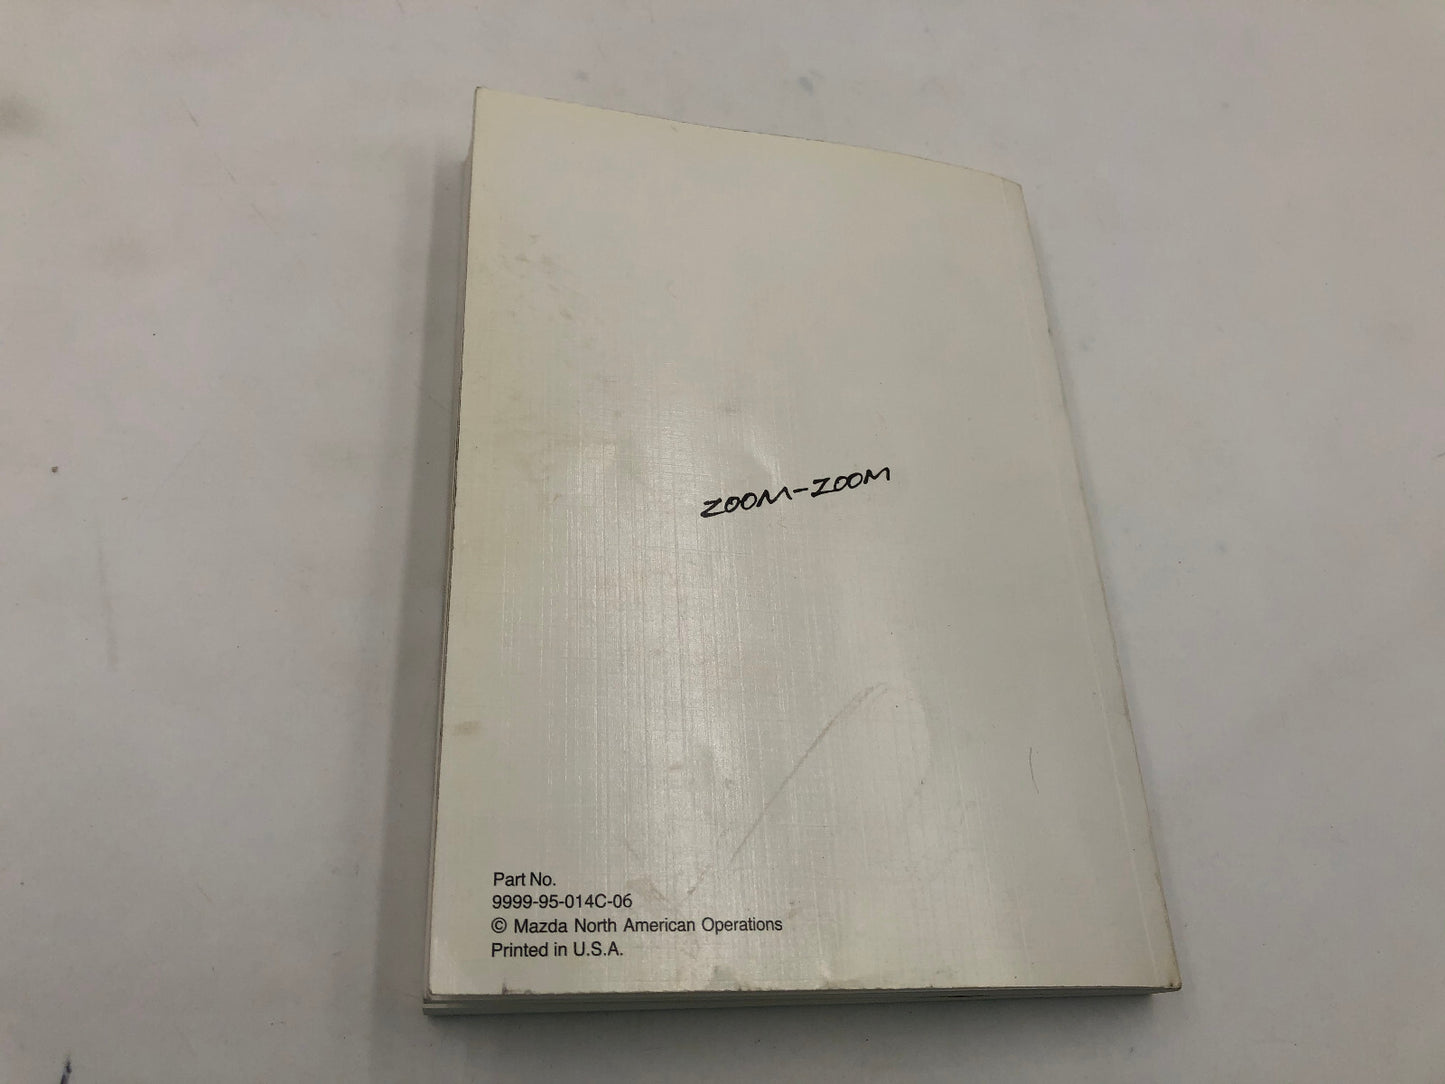 ZOOM-ZOOM
Part No.
9999-95-014C-06
© Mazda North American Operations
Printed in U.S.A.